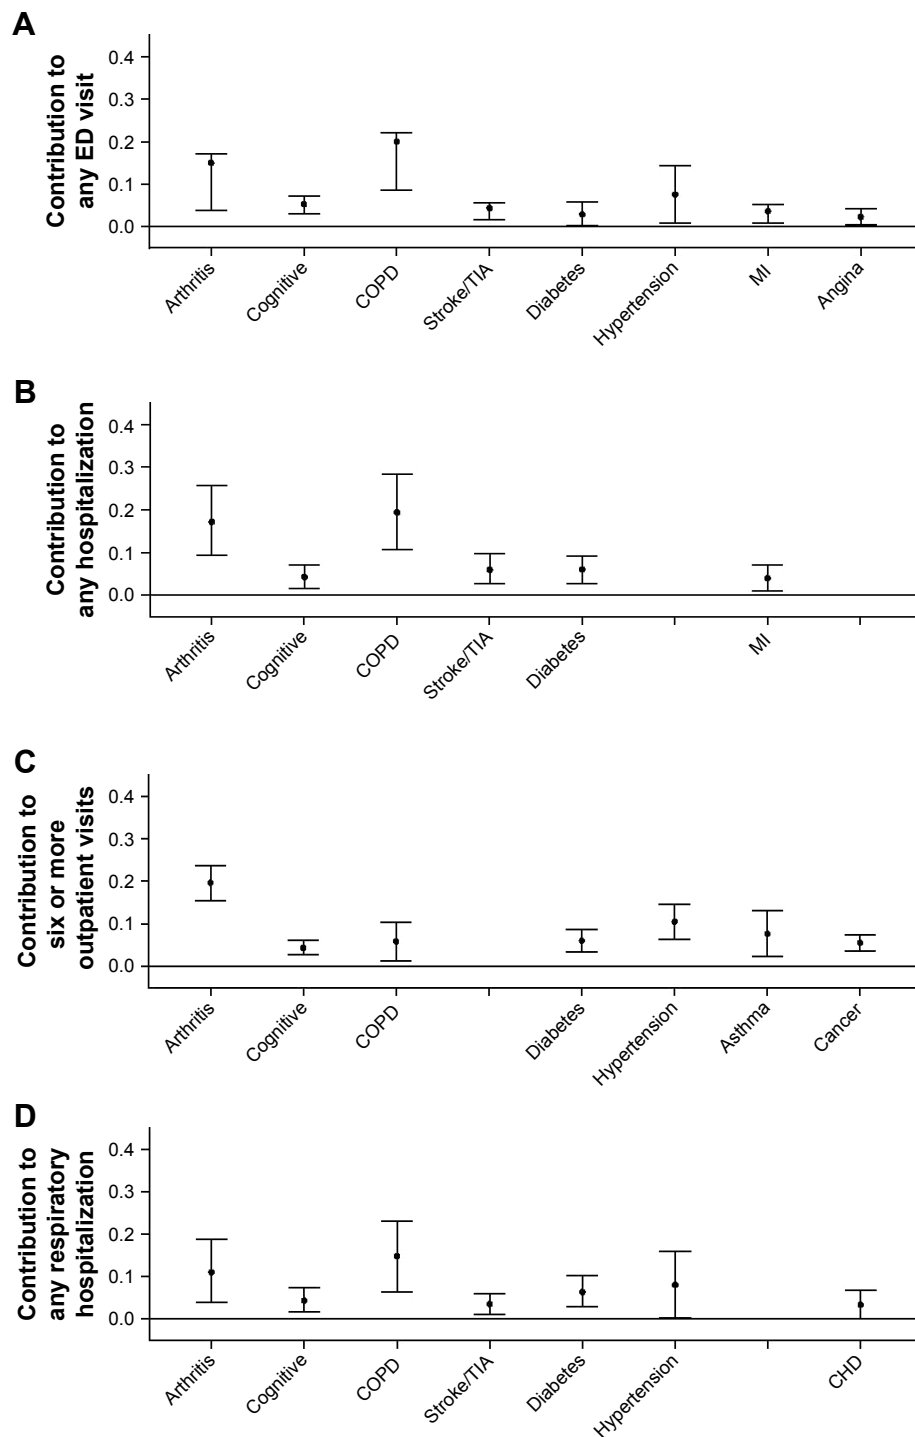 A
Contribution to
any ED visit
0.4
0.3
0.2
0.1
0.0
Arthritis
Cognitive
COPD
Stroke/TIA
Diabetes
Hypertension
MI
Angina
B
Contribution to
any hospitalization
0.4
0.3
0.2
0.1
0.0
Arthritis
Cognitive
COPD
Stroke/TIA
Diabetes
MI
C
Contribution to
six or more
outpatient visits
0.4
0.3
0.2
0.1
0.0
Arthritis
Cognitive
COPD
Diabetes
Hypertension
Asthma
Cancer
D
Contribution to
any respiratory
hospitalization
0.4
0.3
0.2
0.1
0.0
Arthritis
Cognitive
COPD
Stroke/TIA
Diabetes
Hypertension
CHD